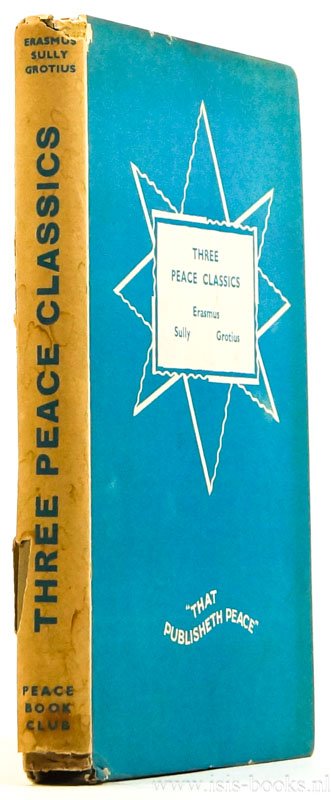 ERASMUS
SULLY
GROTIUS
THREE PEACE CLASSICS
PEACE
BOOK
CLUB
THREE
PEACE CLASSICS
Erasmus
Sully Grotius
"THAT
PUBLISHETH PEACE"
www.isis-books.nl